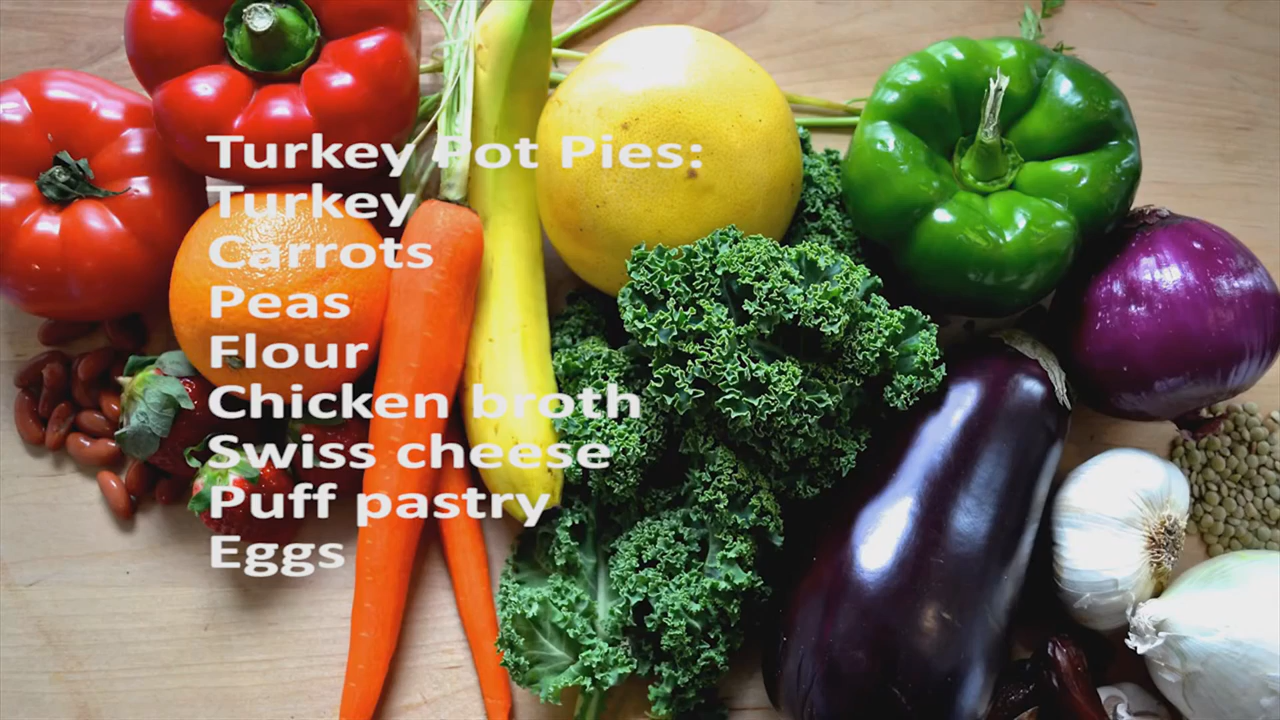 Turkey Pot Pies:
Turkey
Carrots
Peas
Flour
Chicken broth
Swiss cheese
Puff pastry
Eggs